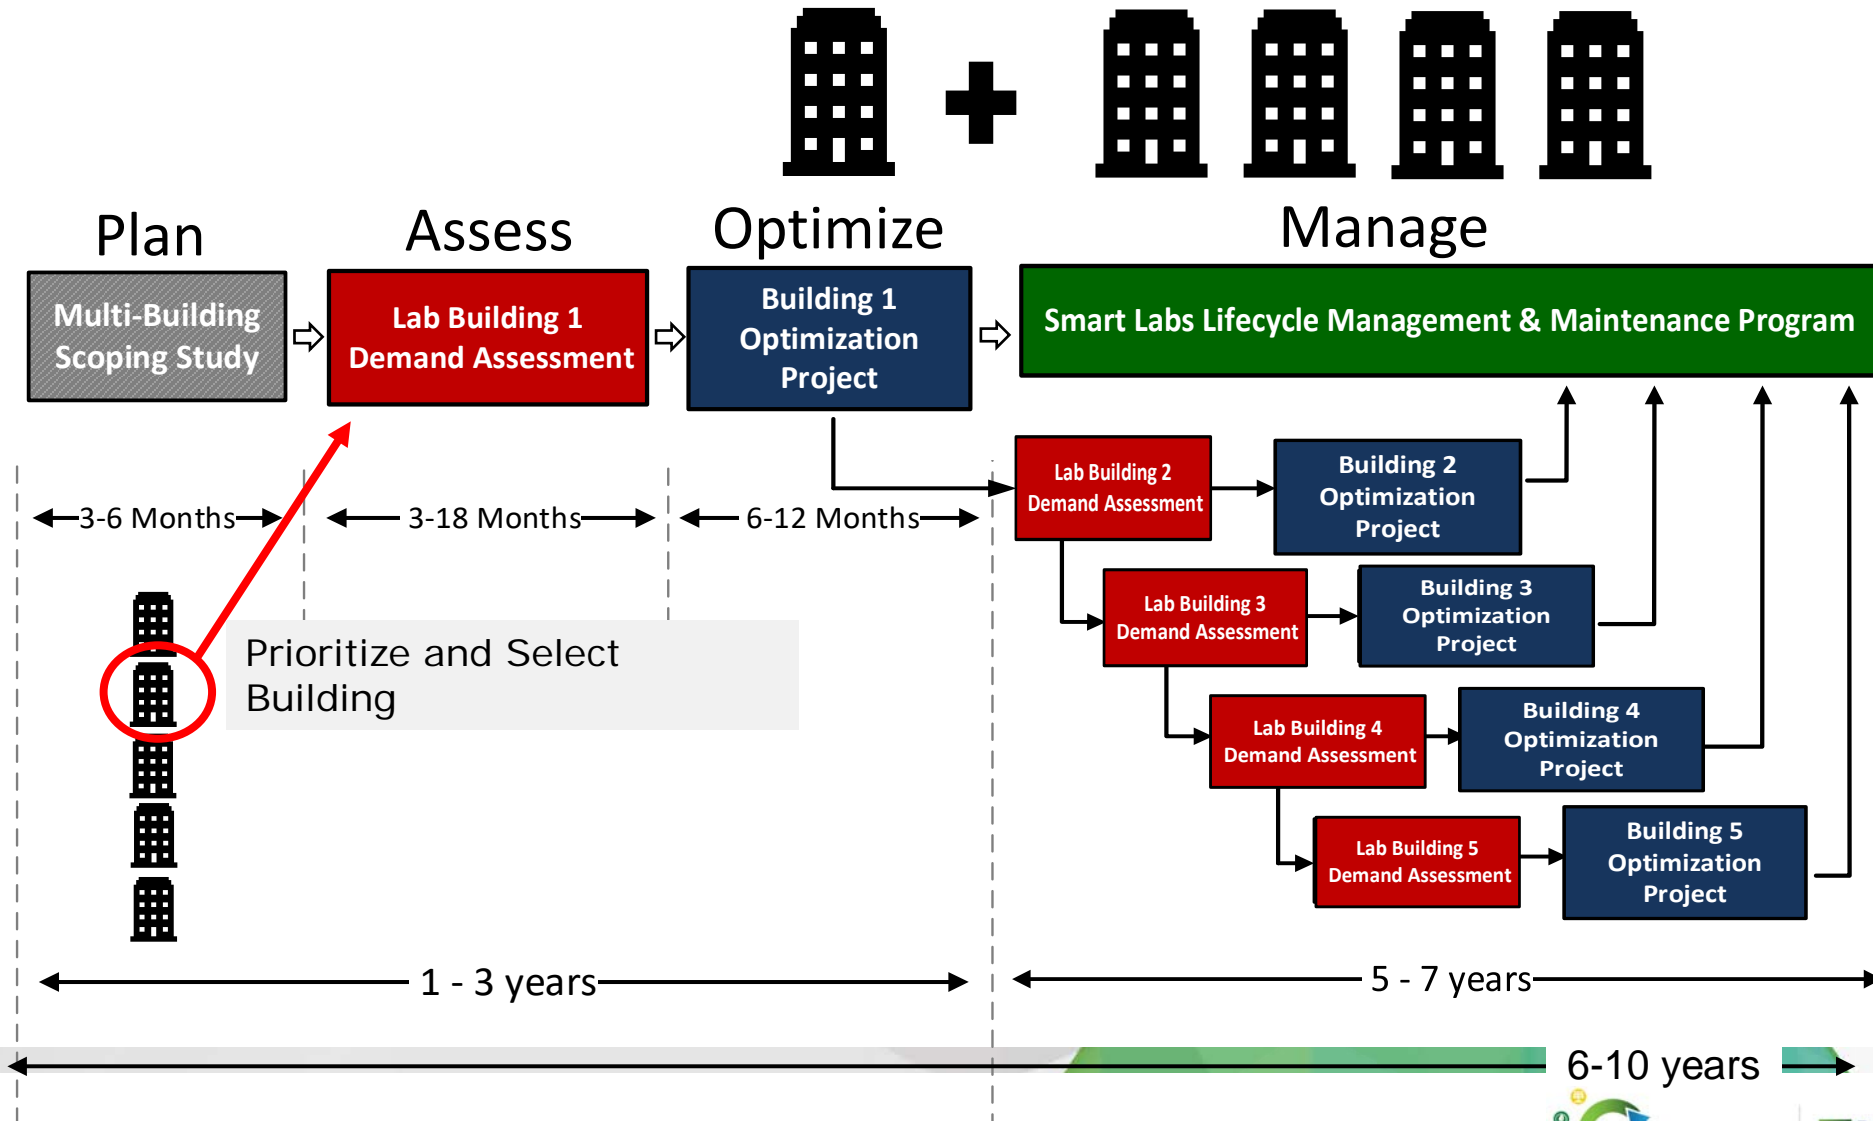 Plan
Assess
Optimize
Manage
Multi-Building
Scoping Study
Lab Building 1
Demand Assessment
Building 1
Optimization
Project
Smart Labs Lifecycle Management & Maintenance Program
3-6 Months
3-18 Months
6-12 Months
Prioritize and Select
Building
Lab Building 2
Demand Assessment
Building 2
Optimization
Project
Lab Building 3
Demand Assessment
Building 3
Optimization
Project
Lab Building 4
Demand Assessment
Building 4
Optimization
Project
Lab Building 5
Demand Assessment
Building 5
Optimization
Project
1 - 3 years
5 - 7 years
6-10 years